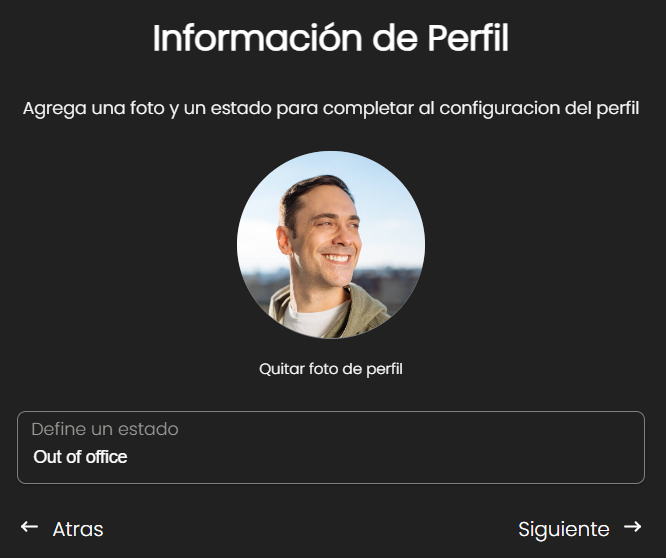 Información de Perfil
Agrega una foto y un estado para completar al configuracion del perfil
Quitar foto de perfil
Define un estado
Out of office
← Atras
Siguiente →